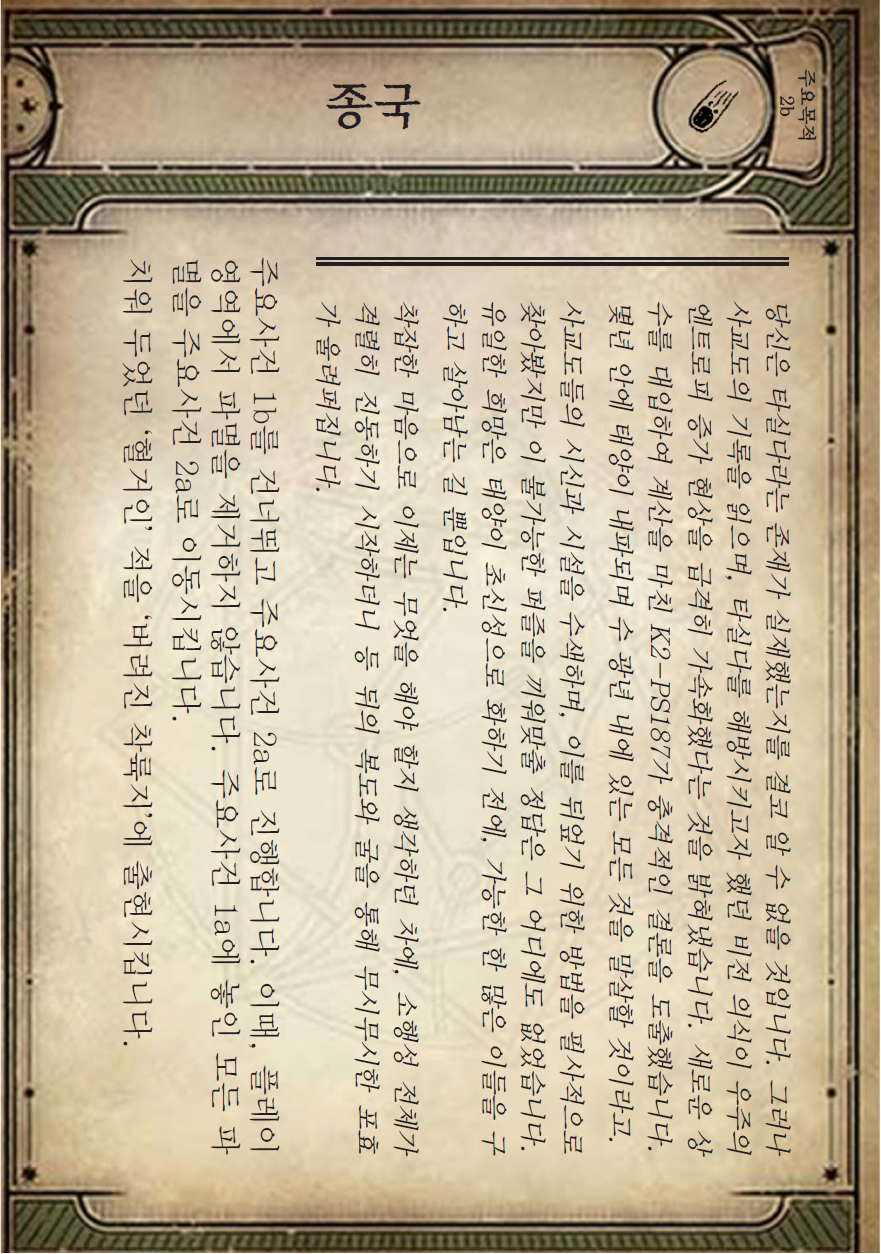 주요목적
2b
종국
당신은 타실다라는 존재가 실재했는지를 결코 알 수 없을 것입니다. 그러나
사교도의 기록을 읽으며, 타실다를 해방시키고자 했던 비전 의식이 우주의
엔트로피 증가 현상을 급격히 가속화했다는 것을 밝혀냈습니다. 새로운 상
수를 대입하여 계산을 마친 K2-PS187가 충격적인 결론을 도출했습니다.
몇년 안에 태양이 내파되며 수 광년 내에 있는 모든 것을 말살할 것이라고.
사교도들의 시신과 시설을 수색하며, 이를 뒤엎기 위한 방법을 필사적으로
찾아봤지만 이 불가능한 퍼즐을 끼워맞출 정답은 그 어디에도 없었습니다.
유일한 희망은 태양이 초신성으로 화하기 전에, 가능한 한 많은 이들을 구
하고 살아남는 길 뿐입니다.
착잡한 마음으로 이제는 무엇을 해야 할지 생각하던 차에, 소행성 전체가
격렬히 진동하기 시작하더니 등 뒤의 복도와 굴을 통해 무시무시한 포효
가 울려퍼집니다.
주요사건 1b를 건너뛰고 주요사건 2a로 진행합니다. 이때, 플레이
영역에서 파멸을 제거하지 않습니다. 주요사건 1a에 놓인 모든 파
멸을 주요사건 2a로 이동시킵니다.
치워 두었던 ‘혈거인’ 적을 ‘버려진 착륙지’에 출현시킵니다.